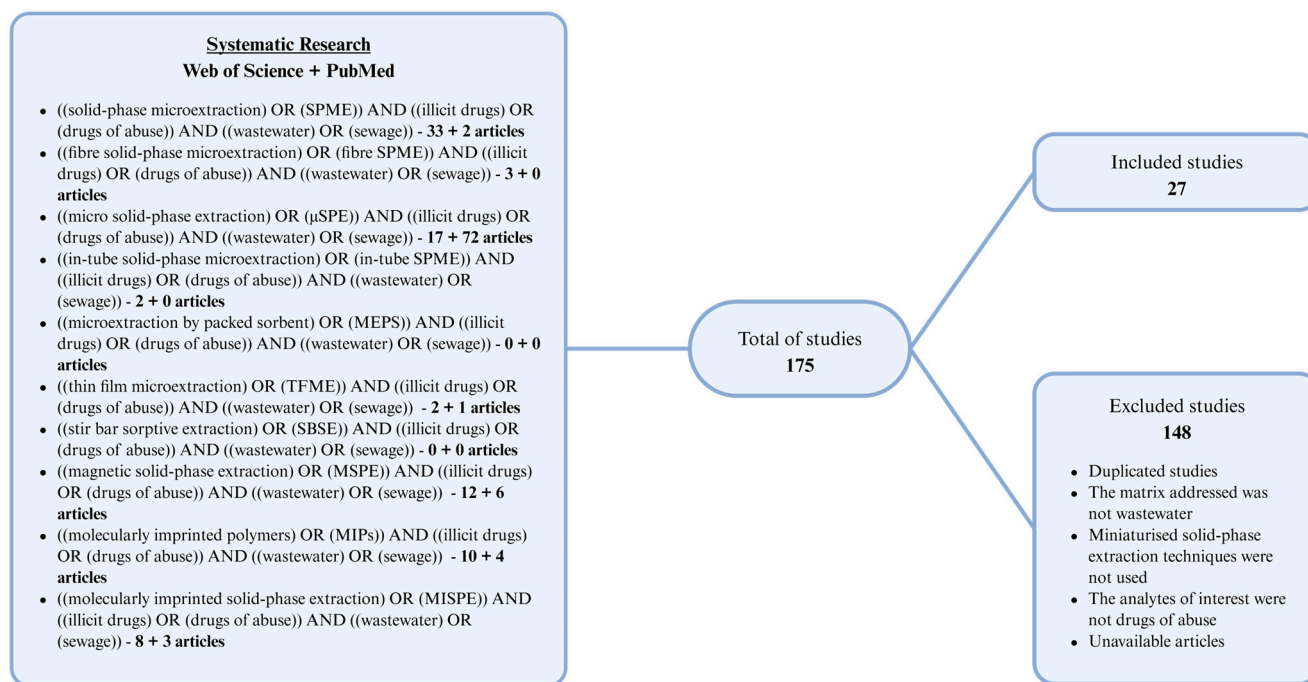 Systematic Research
Web of Science + PubMed
• ((solid-phase microextraction) OR (SPME)) AND ((illicit drugs) OR
(drugs of abuse)) AND ((wastewater) OR (sewage)) - 33 + 2 articles
• ((fibre solid-phase microextraction) OR (fibre SPME)) AND ((illicit
drugs) OR (drugs of abuse)) AND ((wastewater) OR (sewage)) - 3 + 0
articles
• ((micro solid-phase extraction) OR (µSPE)) AND ((illicit drugs) OR
(drugs of abuse)) AND ((wastewater) OR (sewage)) - 17 + 72 articles
• ((in-tube solid-phase microextraction) OR (in-tube SPME)) AND
((illicit drugs) OR (drugs of abuse)) AND ((wastewater) OR
(sewage)) - 2 + 0 articles
• ((microextraction by packed sorbent) OR (MEPS)) AND ((illicit
drugs) OR (drugs of abuse)) AND ((wastewater) OR (sewage)) - 0 + 0
articles
• ((thin film microextraction) OR (TFME)) AND ((illicit drugs) OR
(drugs of abuse)) AND ((wastewater) OR (sewage)) - 2 + 1 articles
• ((stir bar sorptive extraction) OR (SBSE)) AND ((illicit drugs) OR
(drugs of abuse)) AND ((wastewater) OR (sewage)) - 0 + 0 articles
• ((magnetic solid-phase extraction) OR (MSPE)) AND ((illicit drugs)
OR (drugs of abuse)) AND ((wastewater) OR (sewage)) - 12 + 6
articles
• ((molecularly imprinted polymers) OR (MIPs)) AND ((illicit drugs)
OR (drugs of abuse)) AND ((wastewater) OR (sewage)) - 10 + 4
articles
• ((molecularly imprinted solid-phase extraction) OR (MISPE)) AND
((illicit drugs) OR (drugs of abuse)) AND ((wastewater) OR
(sewage)) - 8 + 3 articles
Total of studies
175
Included studies
27
Excluded studies
148
• Duplicated studies
• The matrix addressed was
not wastewater
• Miniaturised solid-phase
extraction techniques were
not used
• The analytes of interest were
not drugs of abuse
• Unavailable articles